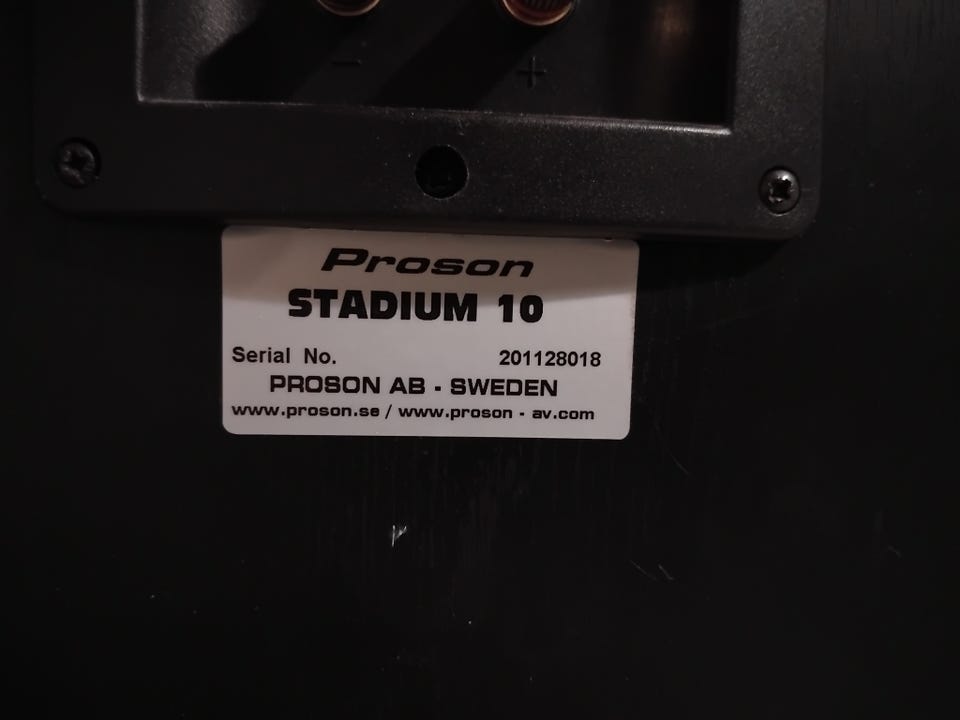 - +
Proson
STADIUM 10
Serial No. 201128018
PROSON AB - SWEDEN
www.proson.se / www.proson - av.com